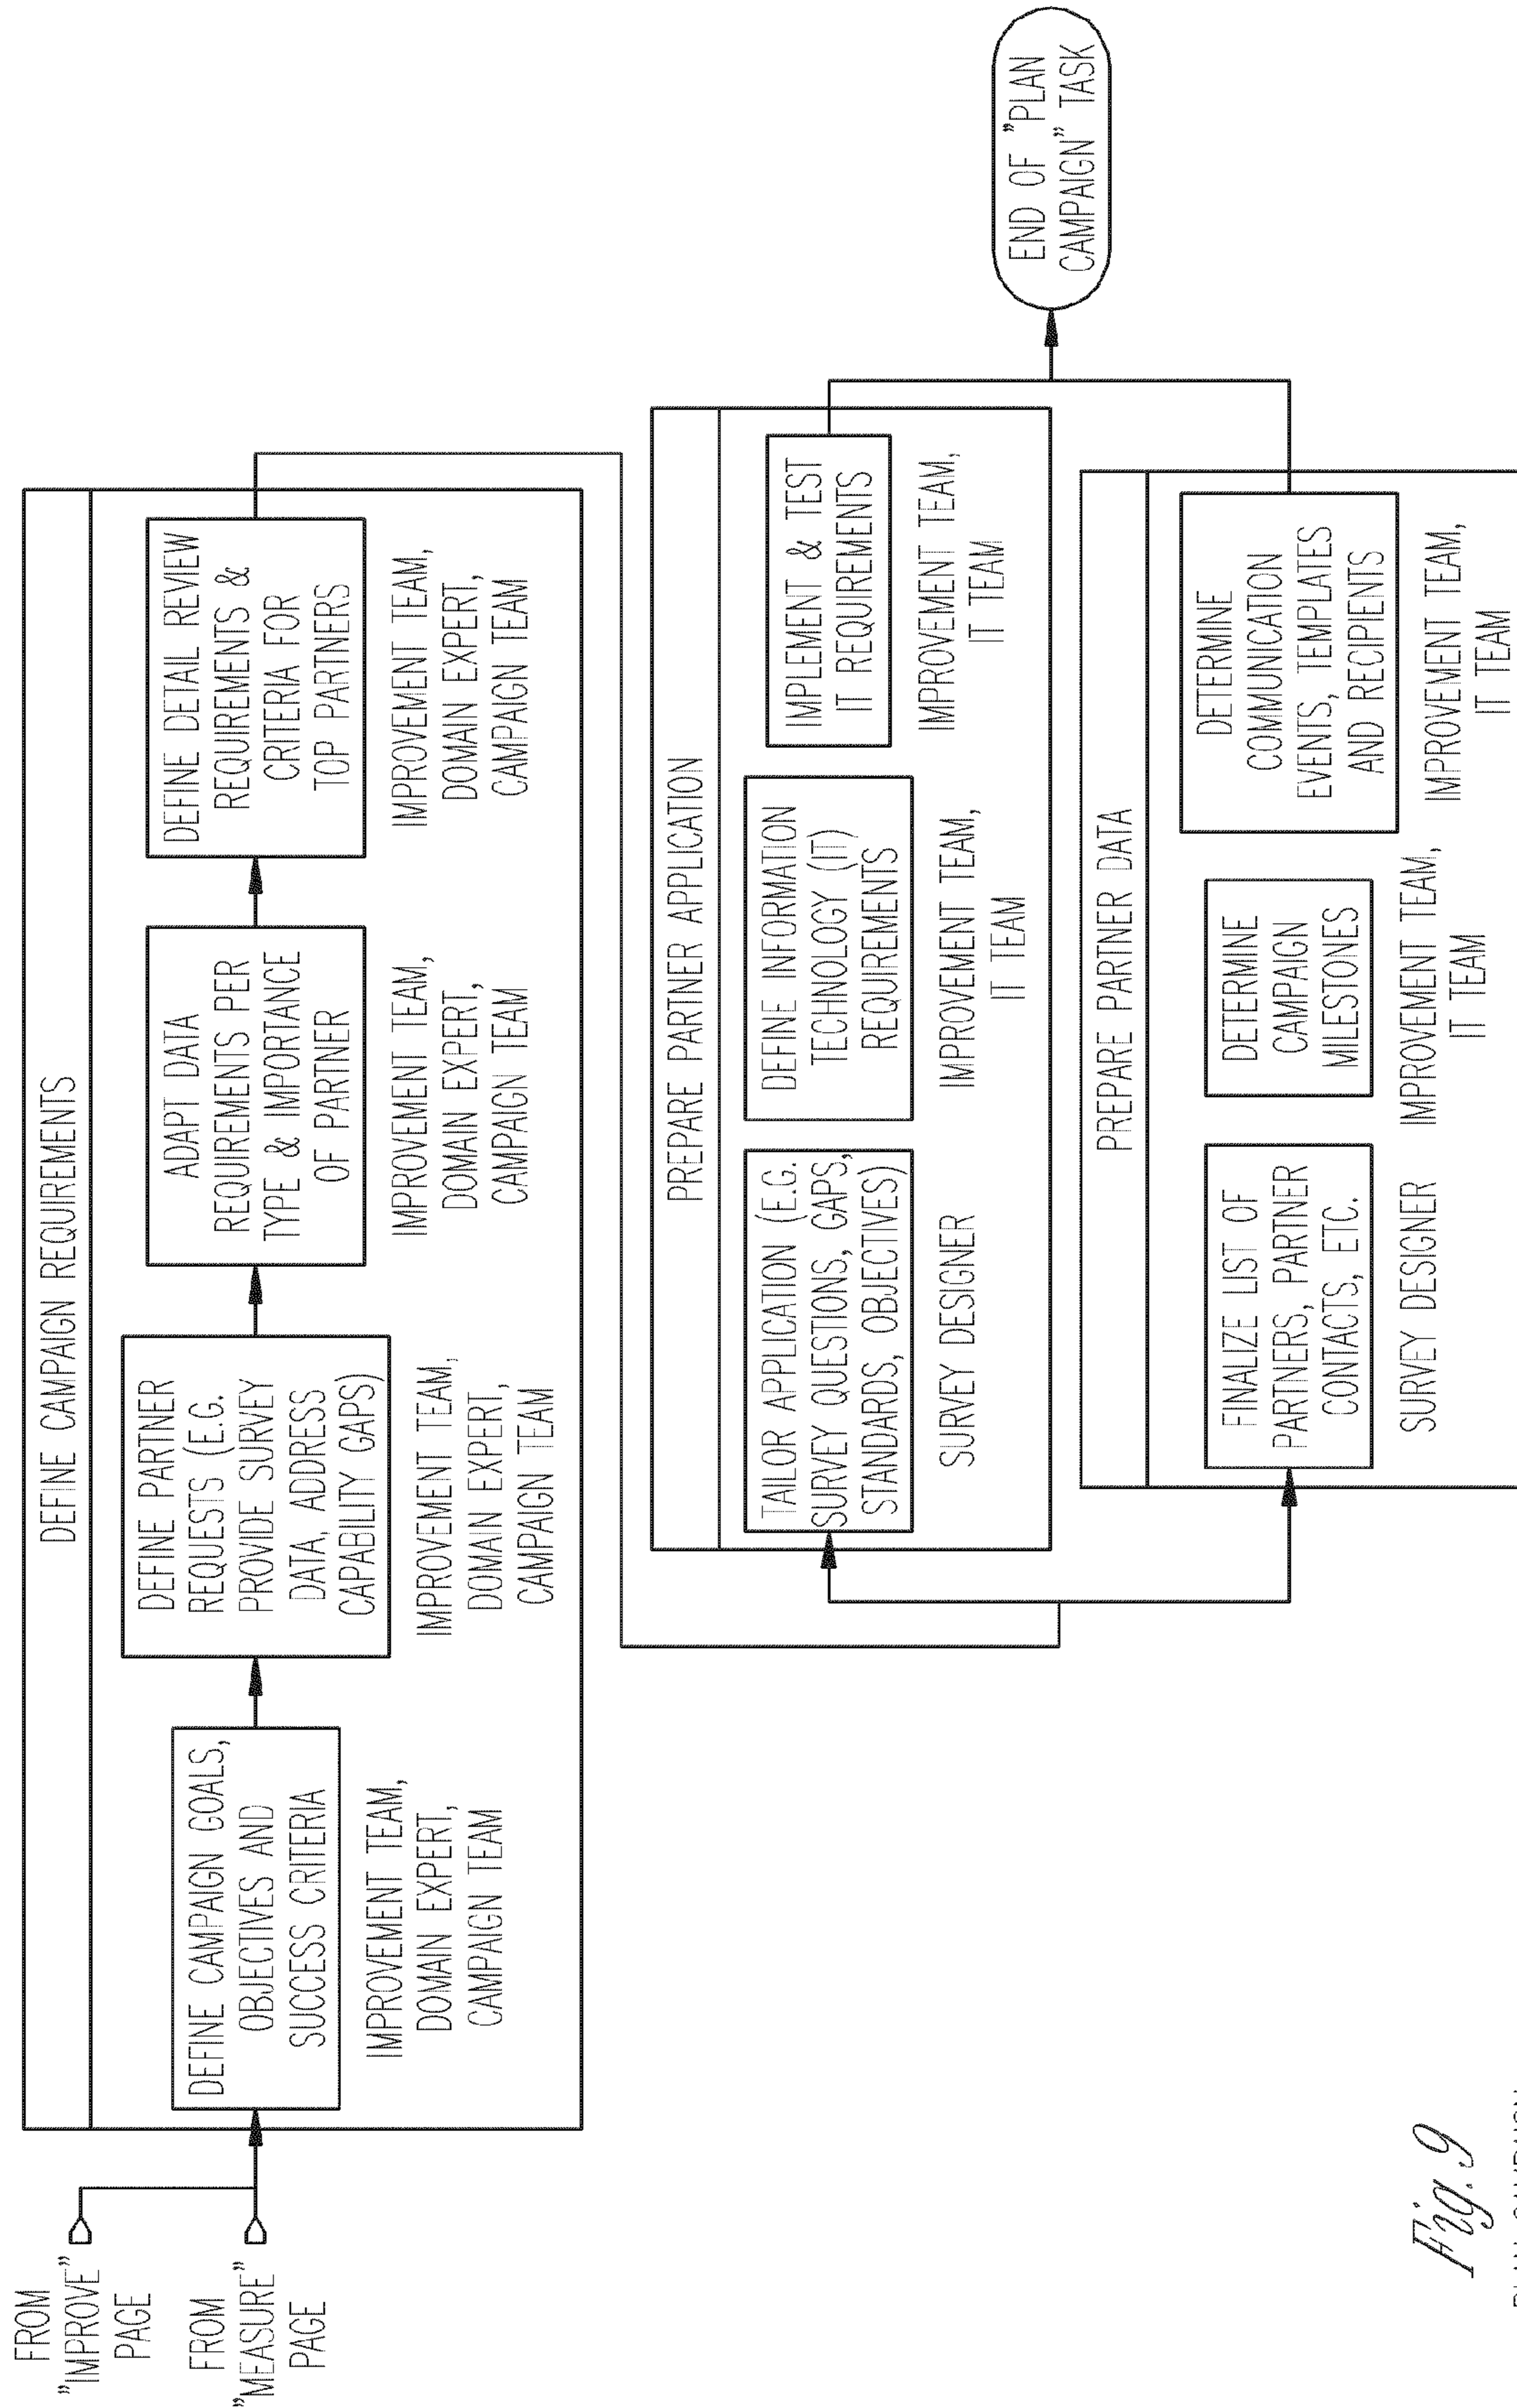 FROM
"IMPROVE"
PAGE
FROM
"MEASURE"
PAGE
DEFINE CAMPAIGN REQUIREMENTS
DEFINE CAMPAIGN GOALS,
OBJECTIVES AND
SUCCESS CRITERIA
IMPROVEMENT TEAM,
DOMAIN EXPERT,
CAMPAIGN TEAM
DEFINE PARTNER
REQUESTS (E.G.
PROVIDE SURVEY
DATA, ADDRESS
CAPABILITY GAPS)
IMPROVEMENT TEAM,
DOMAIN EXPERT,
CAMPAIGN TEAM
ADAPT DATA
REQUIREMENTS PER
TYPE & IMPORTANCE
OF PARTNER
IMPROVEMENT TEAM,
DOMAIN EXPERT,
CAMPAIGN TEAM
DEFINE DETAIL REVIEW
REQUIREMENTS &
CRITERIA FOR
TOP PARTNERS
IMPROVEMENT TEAM,
DOMAIN EXPERT,
CAMPAIGN TEAM
PREPARE PARTNER APPLICATION
TAILOR APPLICATION (E.G.
SURVEY QUESTIONS, GAPS,
STANDARDS, OBJECTIVES)
SURVEY DESIGNER
DEFINE INFORMATION
TECHNOLOGY (IT)
REQUIREMENTS
IMPROVEMENT TEAM,
IT TEAM
IMPLEMENT & TEST
IT REQUIREMENTS
IMPROVEMENT TEAM,
IT TEAM
PREPARE PARTNER DATA
FINALIZE LIST OF
PARTNERS, PARTNER
CONTACTS, ETC.
SURVEY DESIGNER
DETERMINE
CAMPAIGN
MILESTONES
IMPROVEMENT TEAM,
IT TEAM
DETERMINE
COMMUNICATION
EVENTS, TEMPLATES
AND RECIPIENTS
IMPROVEMENT TEAM,
IT TEAM
END OF "PLAN
CAMPAIGN" TASK
Fig. 9